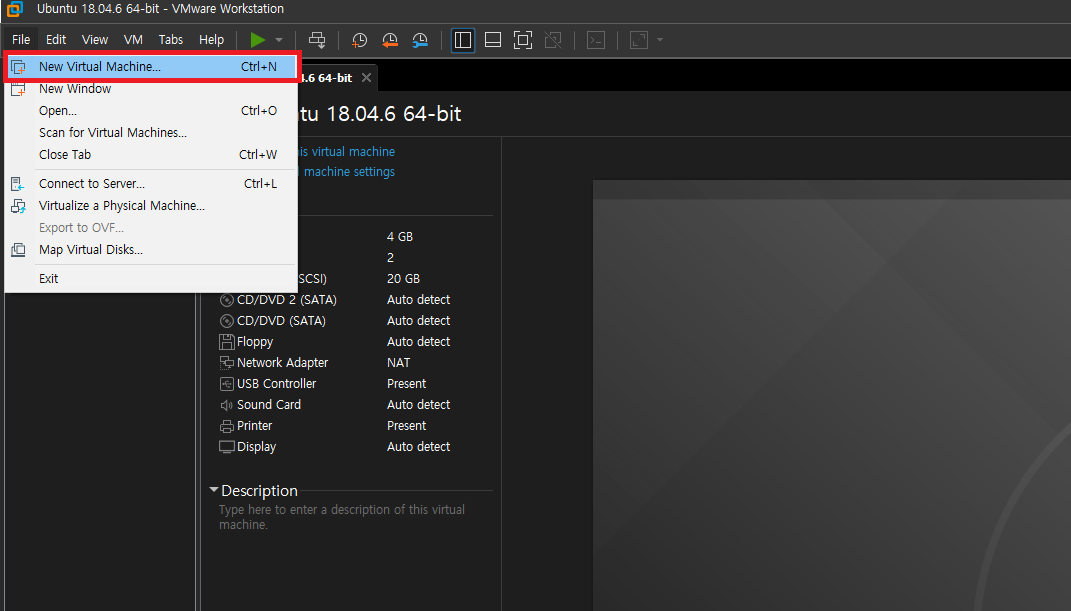 Ubuntu 18.04.6 64-bit - VMware Workstation
File Edit View VM Tabs Help
New Virtual Machine... Ctrl+N
New Window
Open... Ctrl+O
Scan for Virtual Machines...
Close Tab Ctrl+W
Connect to Server... Ctrl+L
Virtualize a Physical Machine...
Export to OVF...
Map Virtual Disks...
Exit
.6 64-bit
tu 18.04.6 64-bit
is virtual machine
machine settings
4 GB
2
SCSI) 20 GB
CD/DVD 2 (SATA) Auto detect
CD/DVD (SATA) Auto detect
Floppy Auto detect
Network Adapter NAT
USB Controller Present
Sound Card Auto detect
Printer Present
Display Auto detect
Description
Type here to enter a description of this virtual
machine.